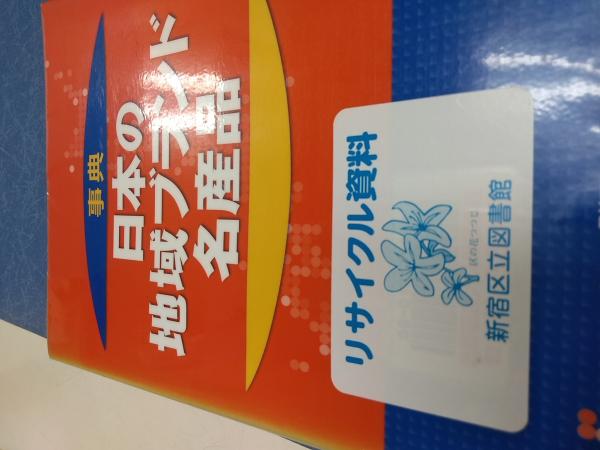 事典
日本の
地域ブランド
名産品
リサイクル資料
区の花つつじ
新宿区立図書館